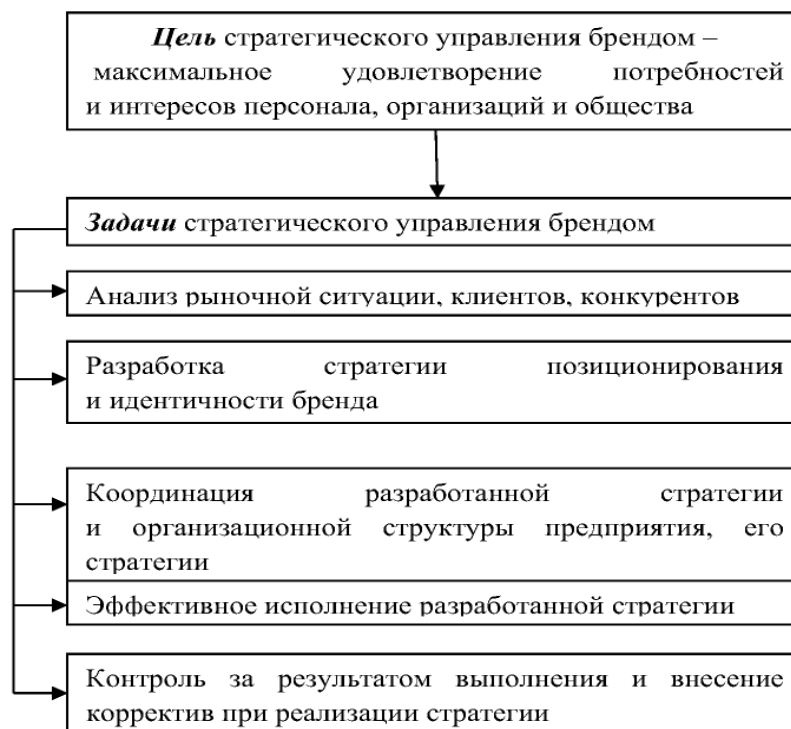 Цель стратегического управления брендом –
максимальное удовлетворение потребностей
и интересов персонала, организаций и общества
Задачи стратегического управления брендом
Анализ рыночной ситуации, клиентов, конкурентов
Разработка стратегии позиционирования
и идентичности бренда
Координация разработанной стратегии
и организационной структуры предприятия, его
стратегии
Эффективное исполнение разработанной стратегии
Контроль за результатом выполнения и внесение
корректив при реализации стратегии